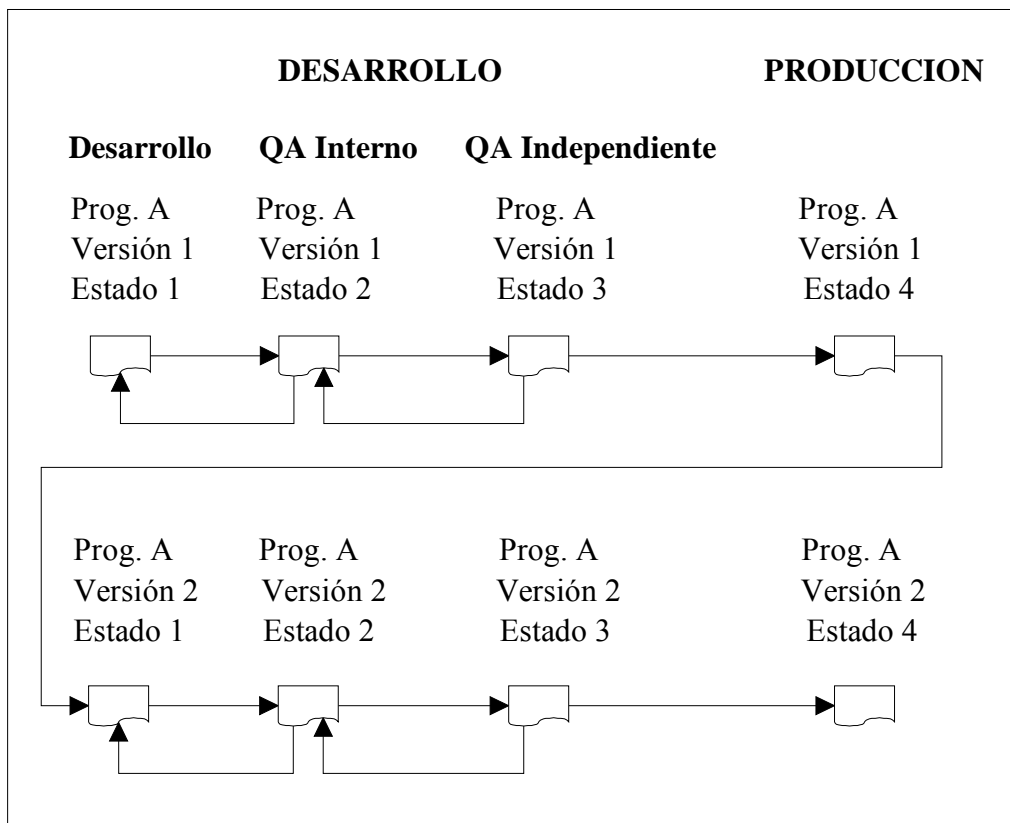 DESARROLLO PRODUCCION
Desarrollo QA Interno QA Independiente
Prog. A Prog. A Prog. A Prog. A
Versión 1 Versión 1 Versión 1 Versión 1
Estado 1 Estado 2 Estado 3 Estado 4
Prog. A Prog. A Prog. A Prog. A
Versión 2 Versión 2 Versión 2 Versión 2
Estado 1 Estado 2 Estado 3 Estado 4